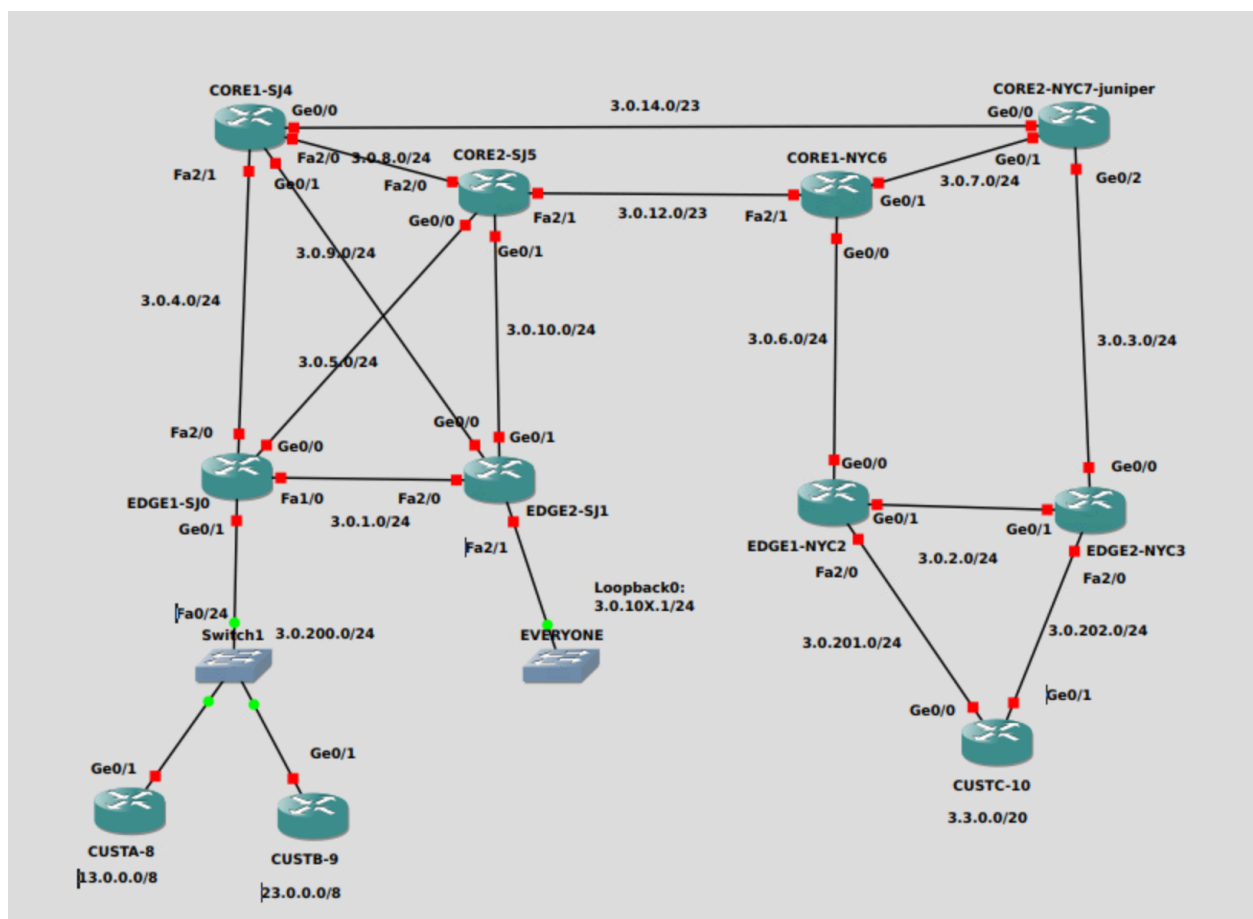 CORE1-SJ4
CORE2-NYC7-juniper
Ge0/0
3.0.14.0/23
Ge0/0
Fa2/0
3.0.8.0/24
CORE2-SJ5
CORE1-NYC6
Ge0/1
Fa2/1
Ge0/1
Fa2/0
3.0.7.0/24
Ge0/2
Ge0/0
Fa2/1
3.0.12.0/23
Fa2/1
Ge0/1
3.0.9.0/24
Ge0/1
Ge0/0
3.0.4.0/24
3.0.10.0/24
3.0.6.0/24
3.0.3.0/24
3.0.5.0/24
Fa2/0
Ge0/0
Ge0/0
Ge0/1
Ge0/0
Ge0/0
EDGE1-SJ0
Fa1/0
Fa2/0
EDGE2-SJ1
Ge0/1
3.0.1.0/24
Fa2/1
Ge0/1
Ge0/1
EDGE1-NYC2
3.0.2.0/24
EDGE2-NYC3
Fa2/0
Fa2/0
Loopback0:
3.0.10X.1/24
Fa0/24
Switch1
3.0.200.0/24
EVERYONE
3.0.201.0/24
3.0.202.0/24
Ge0/0
Ge0/1
Ge0/1
Ge0/1
CUSTC-10
3.3.0.0/20
CUSTA-8
13.0.0.0/8
CUSTB-9
23.0.0.0/8